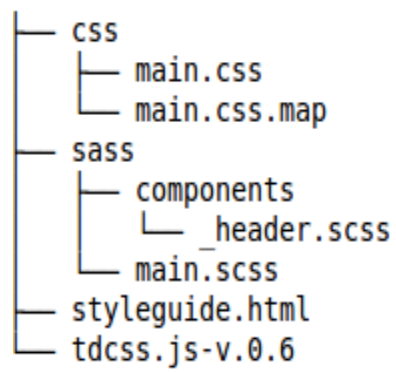 css
main.css
main.css.map
sass
components
_header.scss
main.scss
styleguide.html
tdcss.js-v.0.6